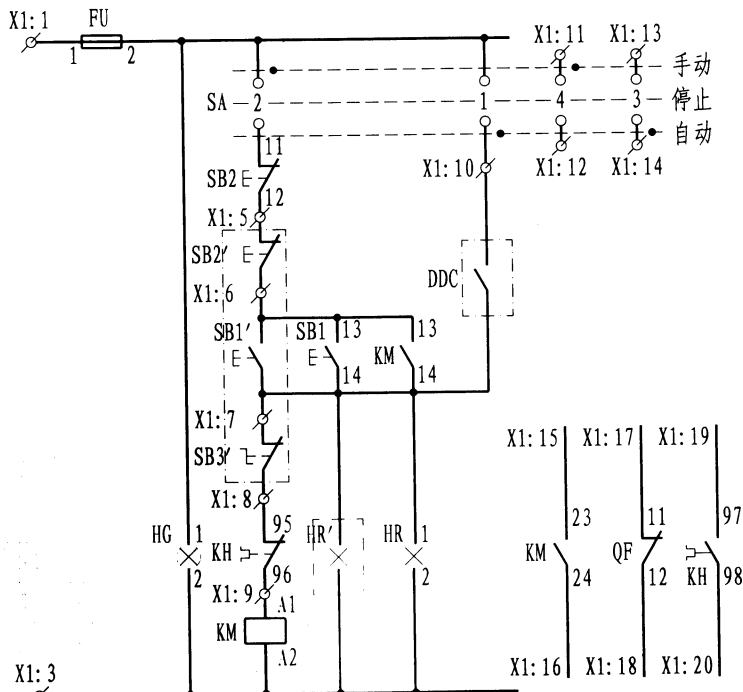 X1:1 FU
1 2
X1:11 X1:13
手动
SA 2 1 4 3 停止
自动
11
X1:10 X1:12 X1:14
SB2
12
X1:5
SB2'
DDC
X1:6
SB1' SB1 13 13
KM
14 14
X1:7
X1:15 X1:17 X1:19
SB3'
X1:8
95 23 11 97
HG 1 KH HR' HR 1
KM QF KH
2 96 2 24 12 98
X1:9 A1
KM
A2
X1:16 X1:18 X1:20
X1:3